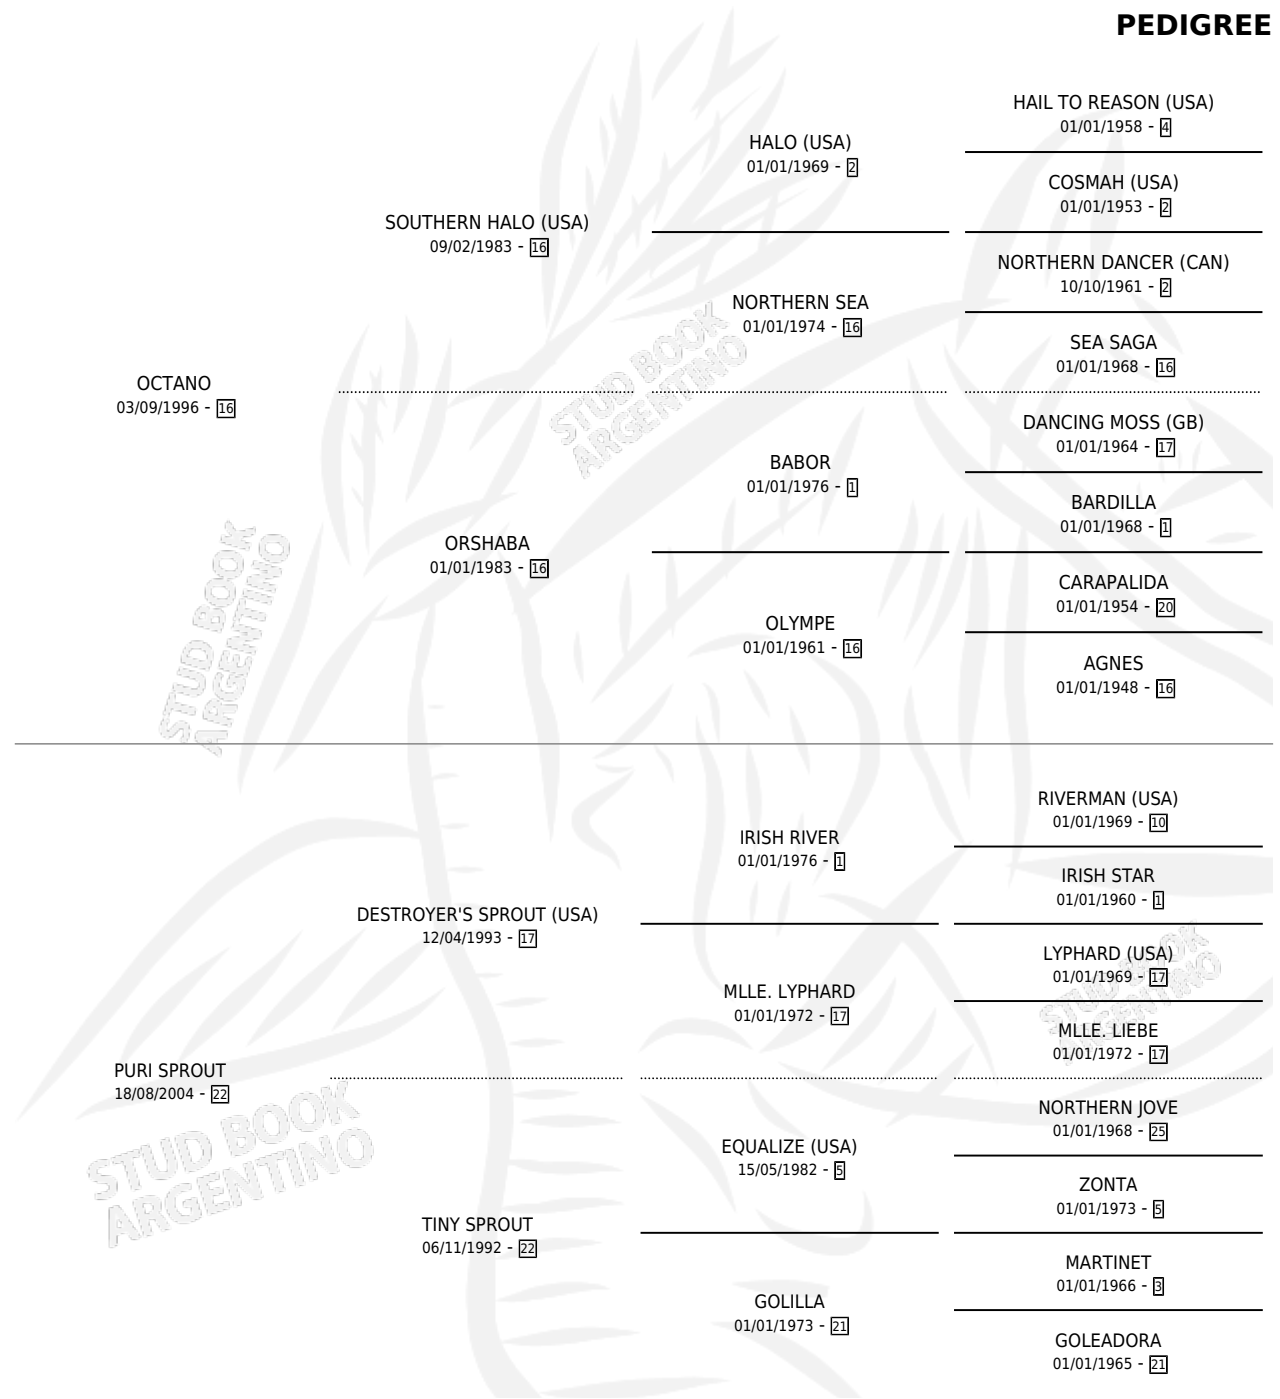 PEDIGREE
HAIL TO REASON (USA)
01/01/1958 - 4
HALO (USA)
01/01/1969 - 2
COSMAH (USA)
01/01/1953 - 2
SOUTHERN HALO (USA)
09/02/1983 - 16
NORTHERN DANCER (CAN)
10/10/1961 - 2
NORTHERN SEA
01/01/1974 - 16
SEA SAGA
01/01/1968 - 16
OCTANO
03/09/1996 - 16
DANCING MOSS (GB)
01/01/1964 - 17
BABOR
01/01/1976 - 1
BARDILLA
01/01/1968 - 1
ORSHABA
01/01/1983 - 16
CARAPALIDA
01/01/1954 - 20
OLYMPE
01/01/1961 - 16
AGNES
01/01/1948 - 16
RIVERMAN (USA)
01/01/1969 - 10
IRISH RIVER
01/01/1976 - 1
IRISH STAR
01/01/1960 - 1
DESTROYER'S SPROUT (USA)
12/04/1993 - 17
LYPHARD (USA)
01/01/1969 - 17
MLLE. LYPHARD
01/01/1972 - 17
MLLE. LIEBE
01/01/1972 - 17
PURI SPROUT
18/08/2004 - 22
NORTHERN JOVE
01/01/1968 - 25
EQUALIZE (USA)
15/05/1982 - 5
ZONTA
01/01/1973 - 5
TINY SPROUT
06/11/1992 - 22
MARTINET
01/01/1966 - 3
GOLILLA
01/01/1973 - 21
GOLEADORA
01/01/1965 - 21
STUD BOOK
ARGENTINO
STUD BOOK
ARGENTINO
STUD BOOK
ARGENTINO
STUD BOOK
ARGENTINO